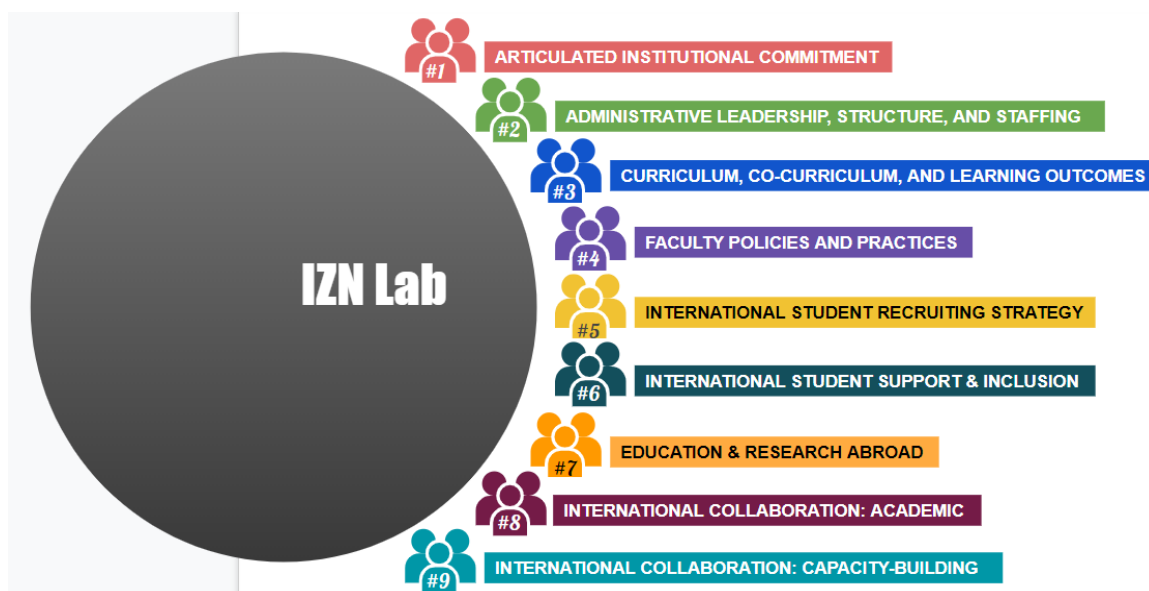 #1 ARTICULATED INSTITUTIONAL COMMITMENT
#2 ADMINISTRATIVE LEADERSHIP, STRUCTURE, AND STAFFING
#3 CURRICULUM, CO-CURRICULUM, AND LEARNING OUTCOMES
#4 FACULTY POLICIES AND PRACTICES
IZN Lab
#5 INTERNATIONAL STUDENT RECRUITING STRATEGY
#6 INTERNATIONAL STUDENT SUPPORT & INCLUSION
#7 EDUCATION & RESEARCH ABROAD
#8 INTERNATIONAL COLLABORATION: ACADEMIC
#9 INTERNATIONAL COLLABORATION: CAPACITY-BUILDING